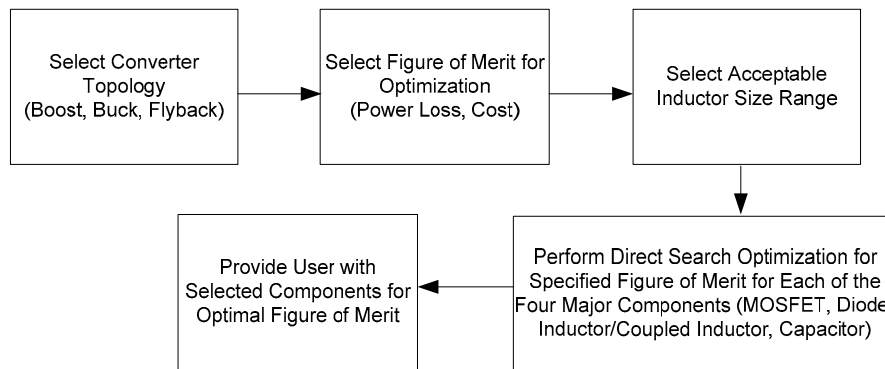 Select Converter
Topology
(Boost, Buck, Flyback)
Select Figure of Merit for
Optimization
(Power Loss, Cost)
Select Acceptable
Inductor Size Range
Perform Direct Search Optimization for
Specified Figure of Merit for Each of the
Four Major Components (MOSFET, Diode
Inductor/Coupled Inductor, Capacitor)
Provide User with
Selected Components for
Optimal Figure of Merit